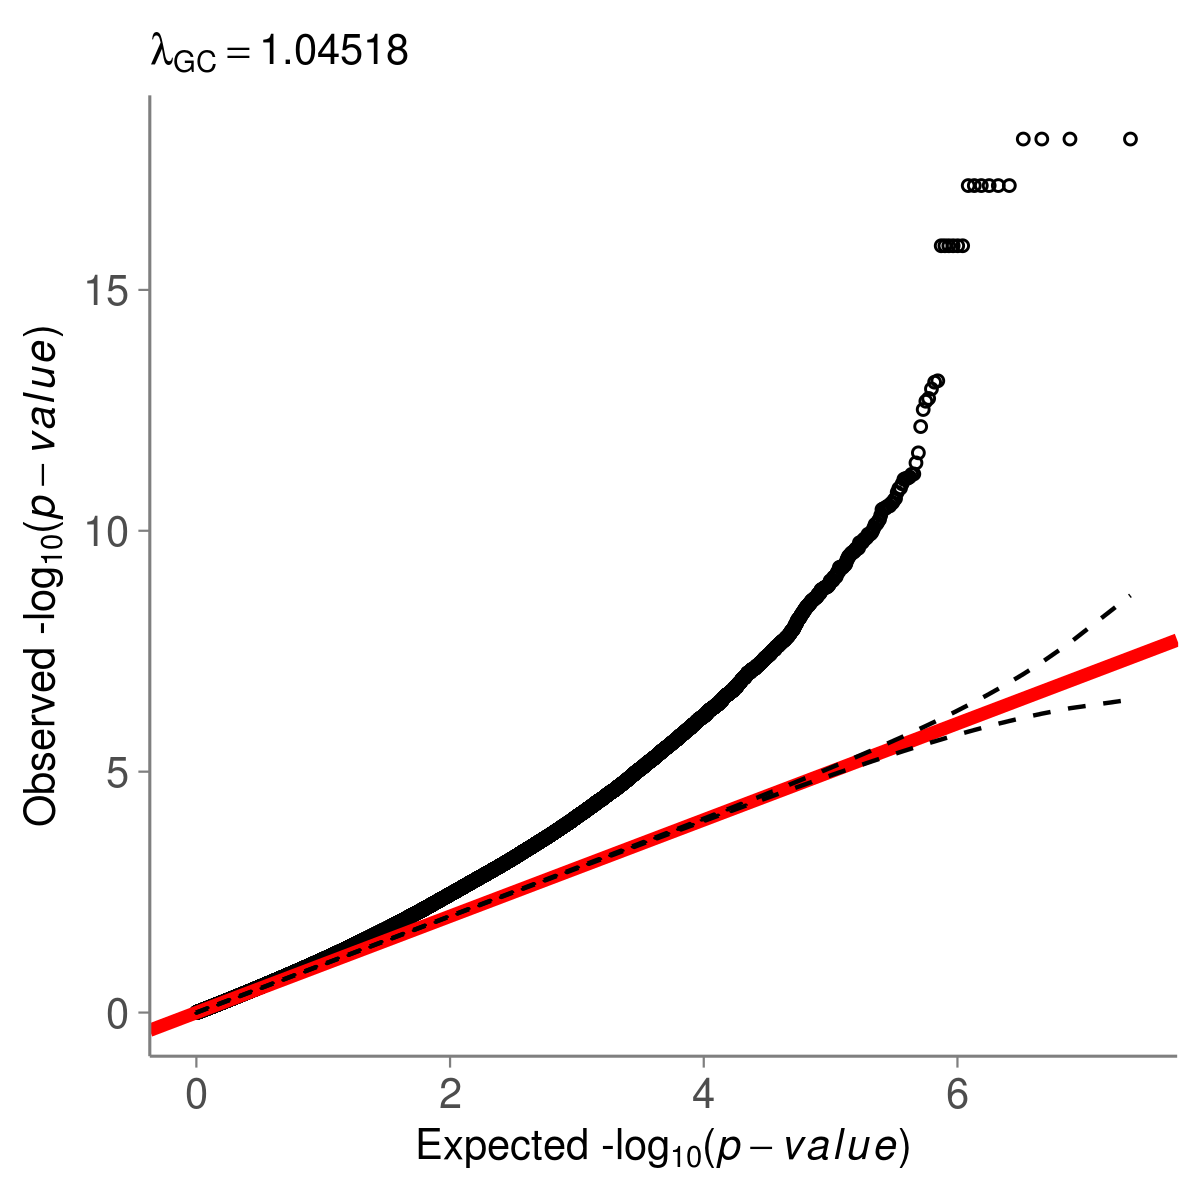 λGC = 1.04518
15
10
5
0
Observed -log10(p − value)
0 2 4 6
Expected -log10(p − value)